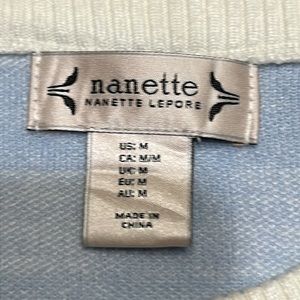 nanette
NANETTE LEPORE
US: M
CA: M/M
UK: M
EU: M
AU: M
MADE IN
CHINA